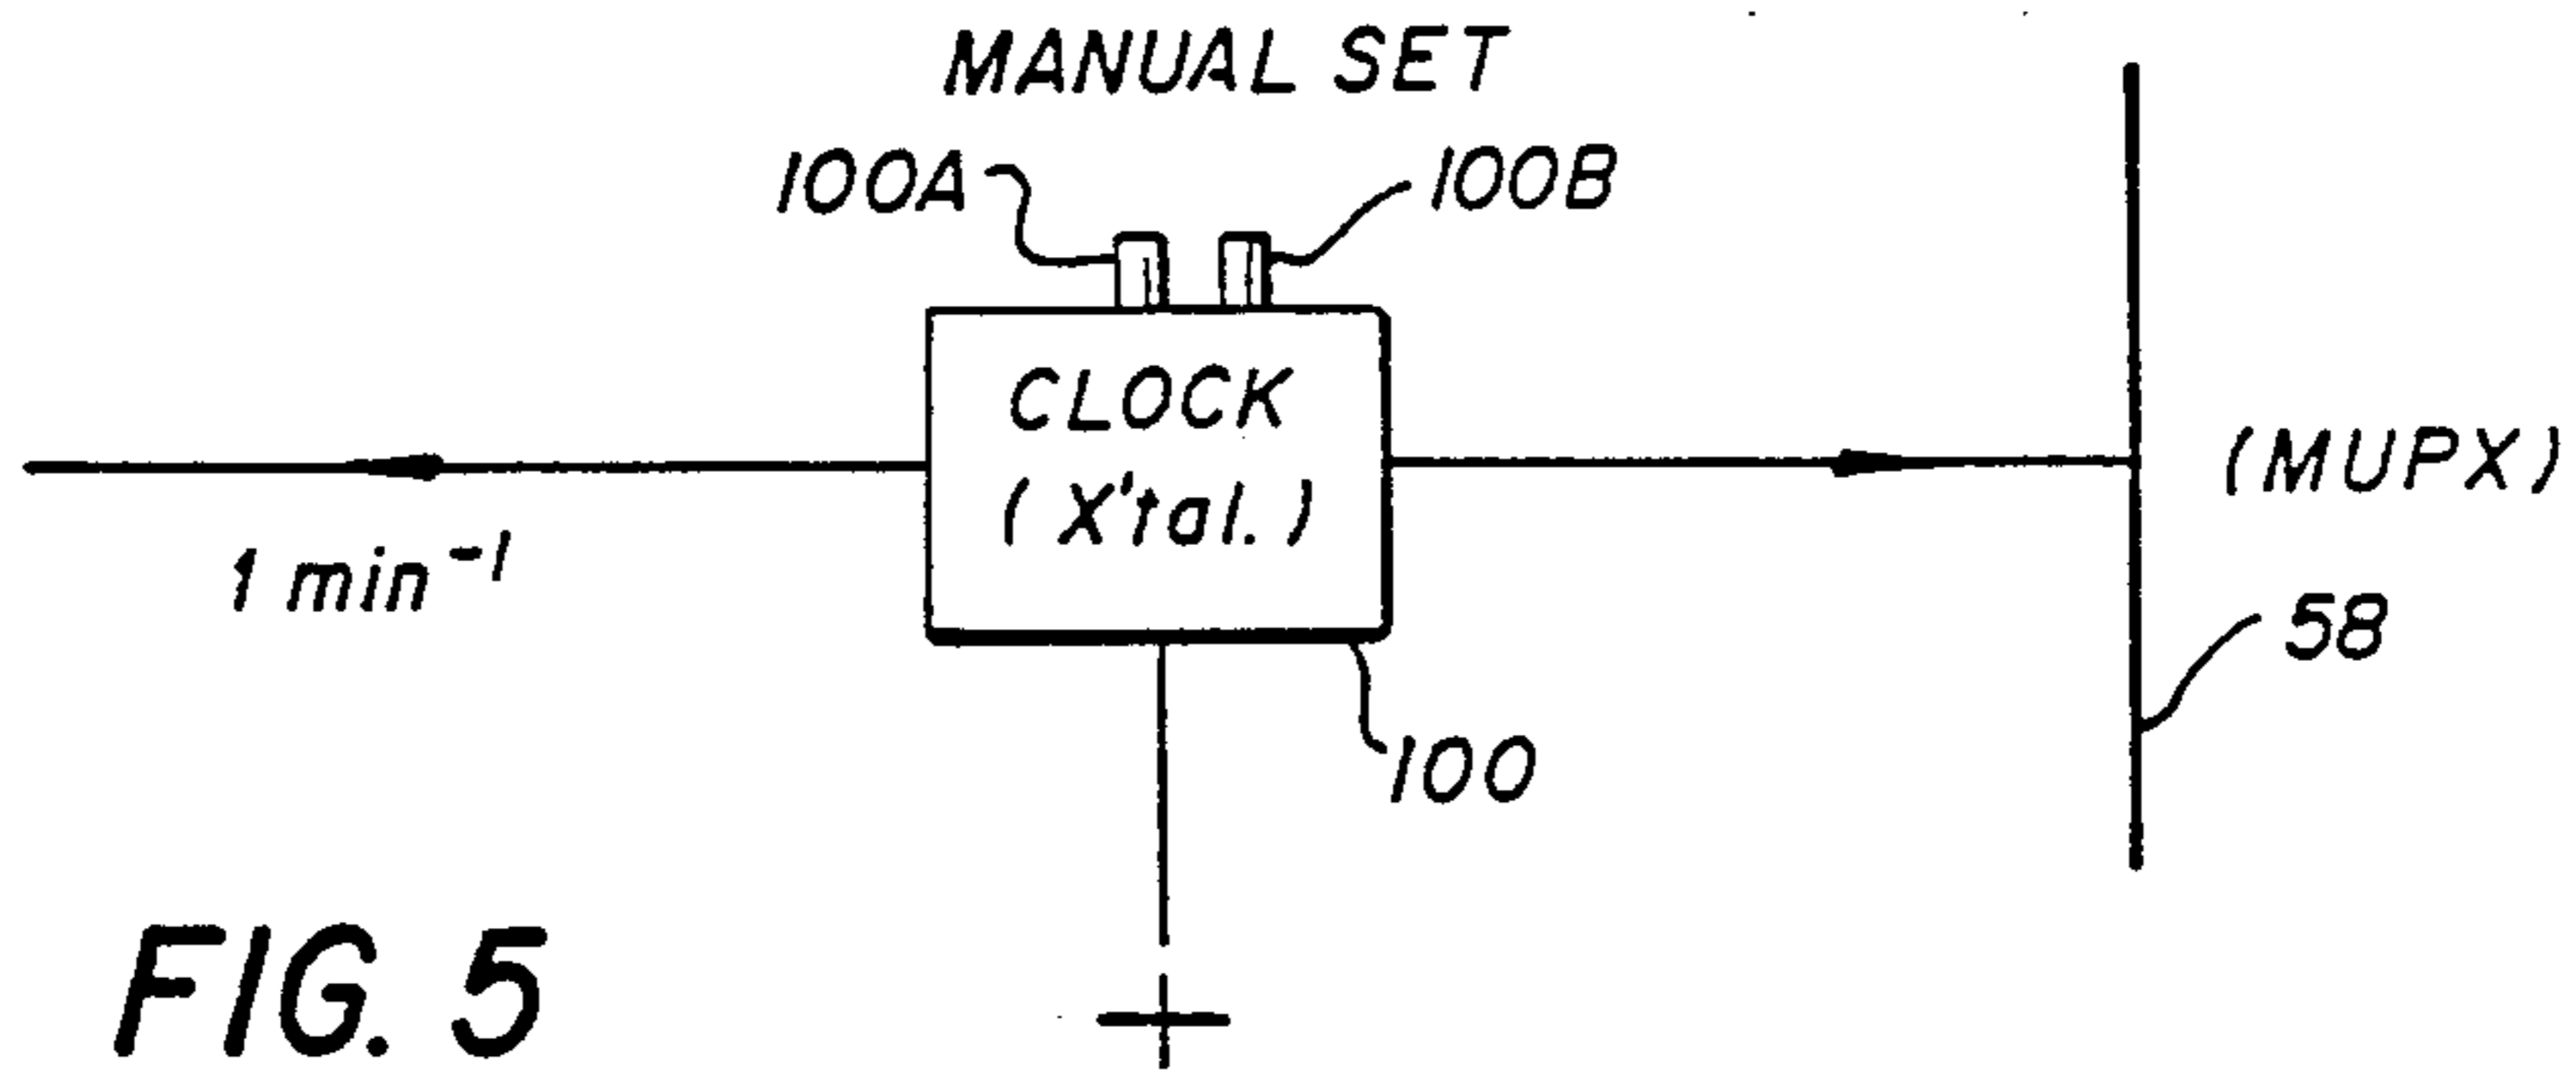 MANUAL SET
100A
100B
CLOCK
(X'tal.)
(MUPX)
1 min⁻¹
58
100
+
FIG. 5